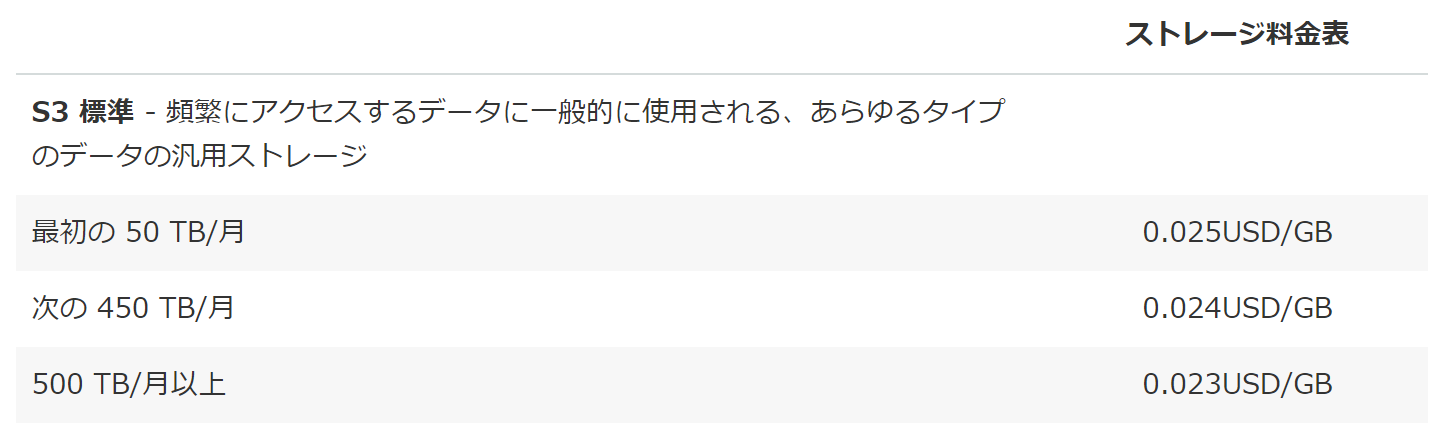 ストレージ料金表
S3 標準 - 頻繁にアクセスするデータに一般的に使用される、あらゆるタイプ
のデータの汎用ストレージ
最初の 50 TB/月 0.025USD/GB
次の 450 TB/月 0.024USD/GB
500 TB/月以上 0.023USD/GB